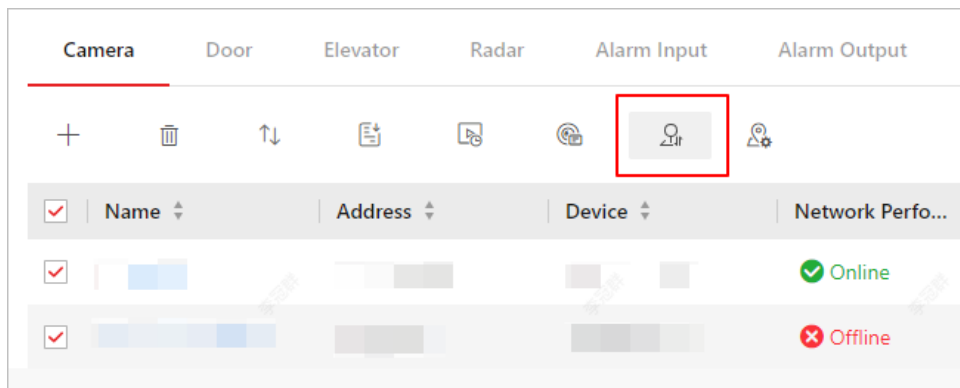 Camera Door Elevator Radar Alarm Input Alarm Output
Name Address Device Network Perfo...
Online
Offline